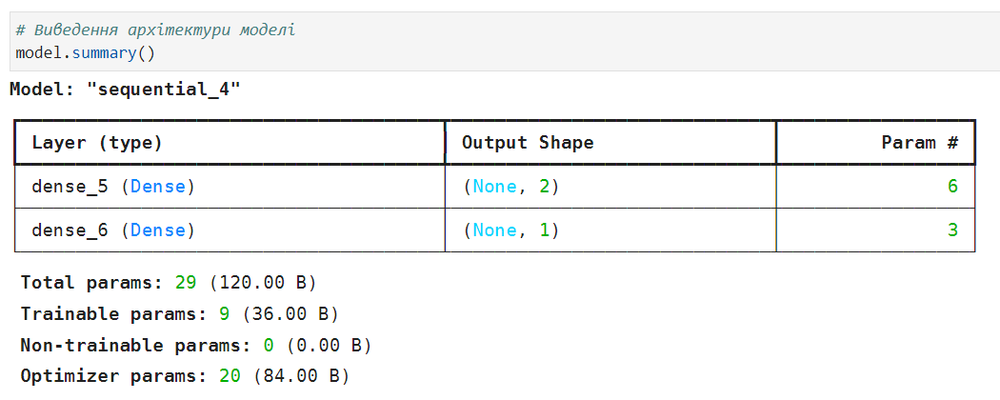 # Виведення архітектури моделі
model.summary()
Model: "sequential_4"
Layer (type) Output Shape Param #
dense_5 (Dense) (None, 2) 6
dense_6 (Dense) (None, 1) 3
Total params: 29 (120.00 B)
Trainable params: 9 (36.00 B)
Non-trainable params: 0 (0.00 B)
Optimizer params: 20 (84.00 B)